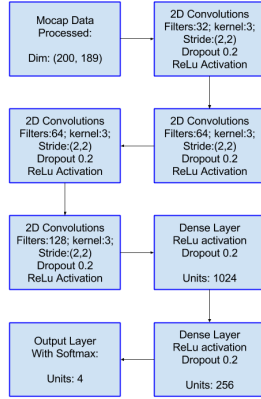 Mocap Data
Processed:
Dim: (200, 189)
2D Convolutions
Filters:32; kernel:3;
Stride:(2,2)
Dropout 0.2
ReLu Activation
2D Convolutions
Filters:64; kernel:3;
Stride:(2,2)
Dropout 0.2
ReLu Activation
2D Convolutions
Filters:64; kernel:3;
Stride:(2,2)
Dropout 0.2
ReLu Activation
2D Convolutions
Filters:128; kernel:3;
Stride:(2,2)
Dropout 0.2
ReLu Activation
Dense Layer
ReLu activation
Dropout 0.2
Units: 1024
Dense Layer
ReLu activation
Dropout 0.2
Units: 256
Output Layer
With Softmax:
Units: 4